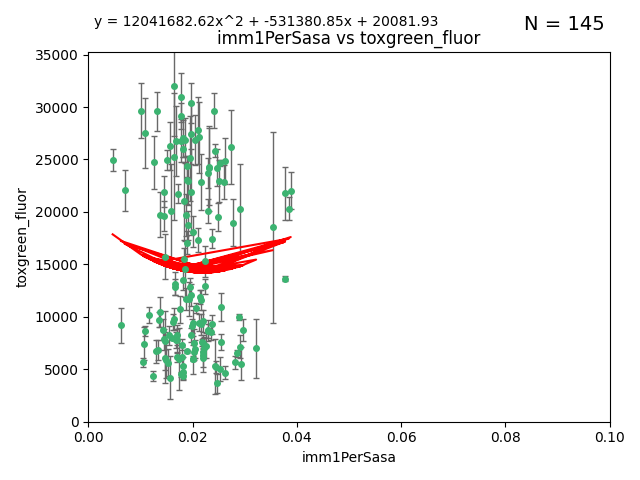 y = 12041682.62x^2 + -531380.85x + 20081.93
N = 145
imm1PerSasa vs toxgreen_fluor
35000
30000
25000
20000
15000
10000
5000
0
toxgreen_fluor
0.00 0.02 0.04 0.06 0.08 0.10
imm1PerSasa